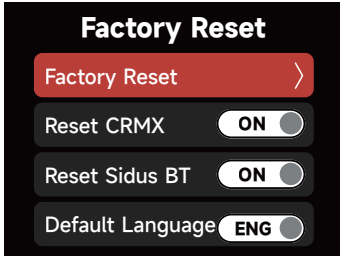 Factory Reset
Factory Reset
Reset CRMX ON
Reset Sidus BT ON
Default Language ENG